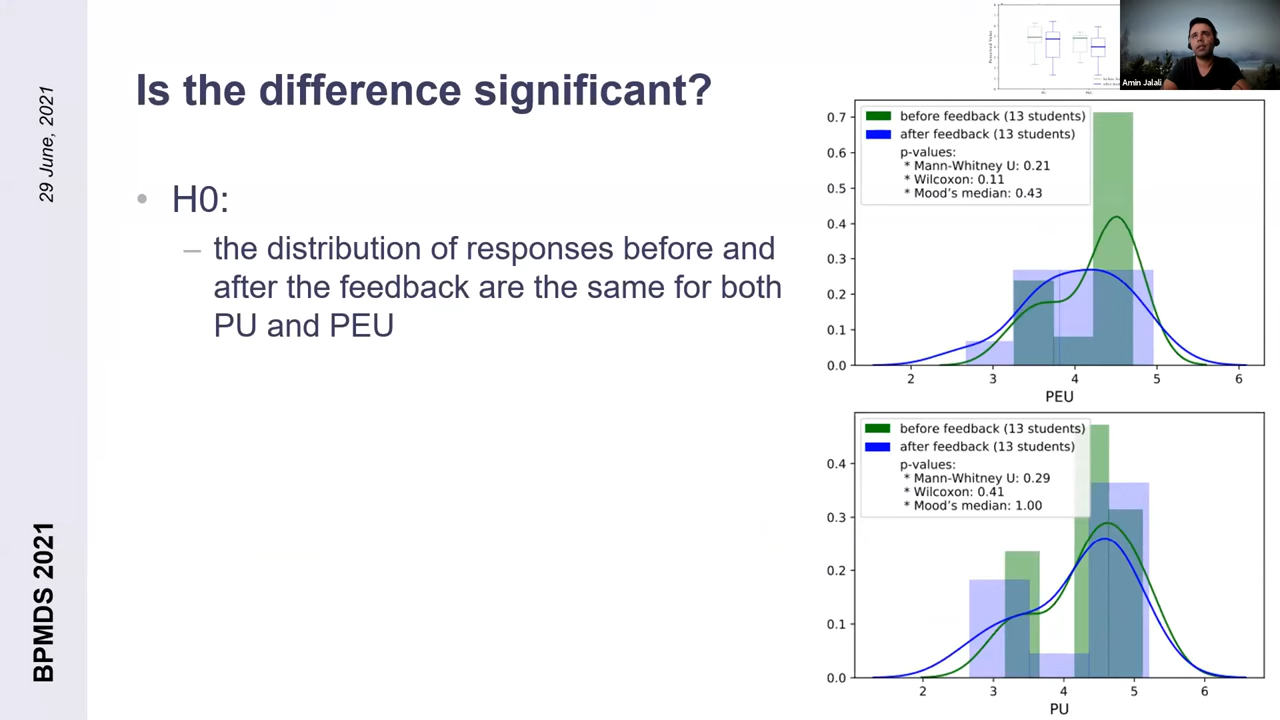 29 June, 2021
BPMDS 2021
Is the difference significant?
• H0:
– the distribution of responses before and
after the feedback are the same for both
PU and PEU
Amin Jalali
before feedback (13 students)
after feedback (13 students)
p-values:
* Mann-Whitney U: 0.21
* Wilcoxon: 0.11
* Mood's median: 0.43
0.7
0.6
0.5
0.4
0.3
0.2
0.1
0.0
2 3 4 5 6
PEU
before feedback (13 students)
after feedback (13 students)
p-values:
* Mann-Whitney U: 0.29
* Wilcoxon: 0.41
* Mood's median: 1.00
0.4
0.3
0.2
0.1
0.0
2 3 4 5 6
PU